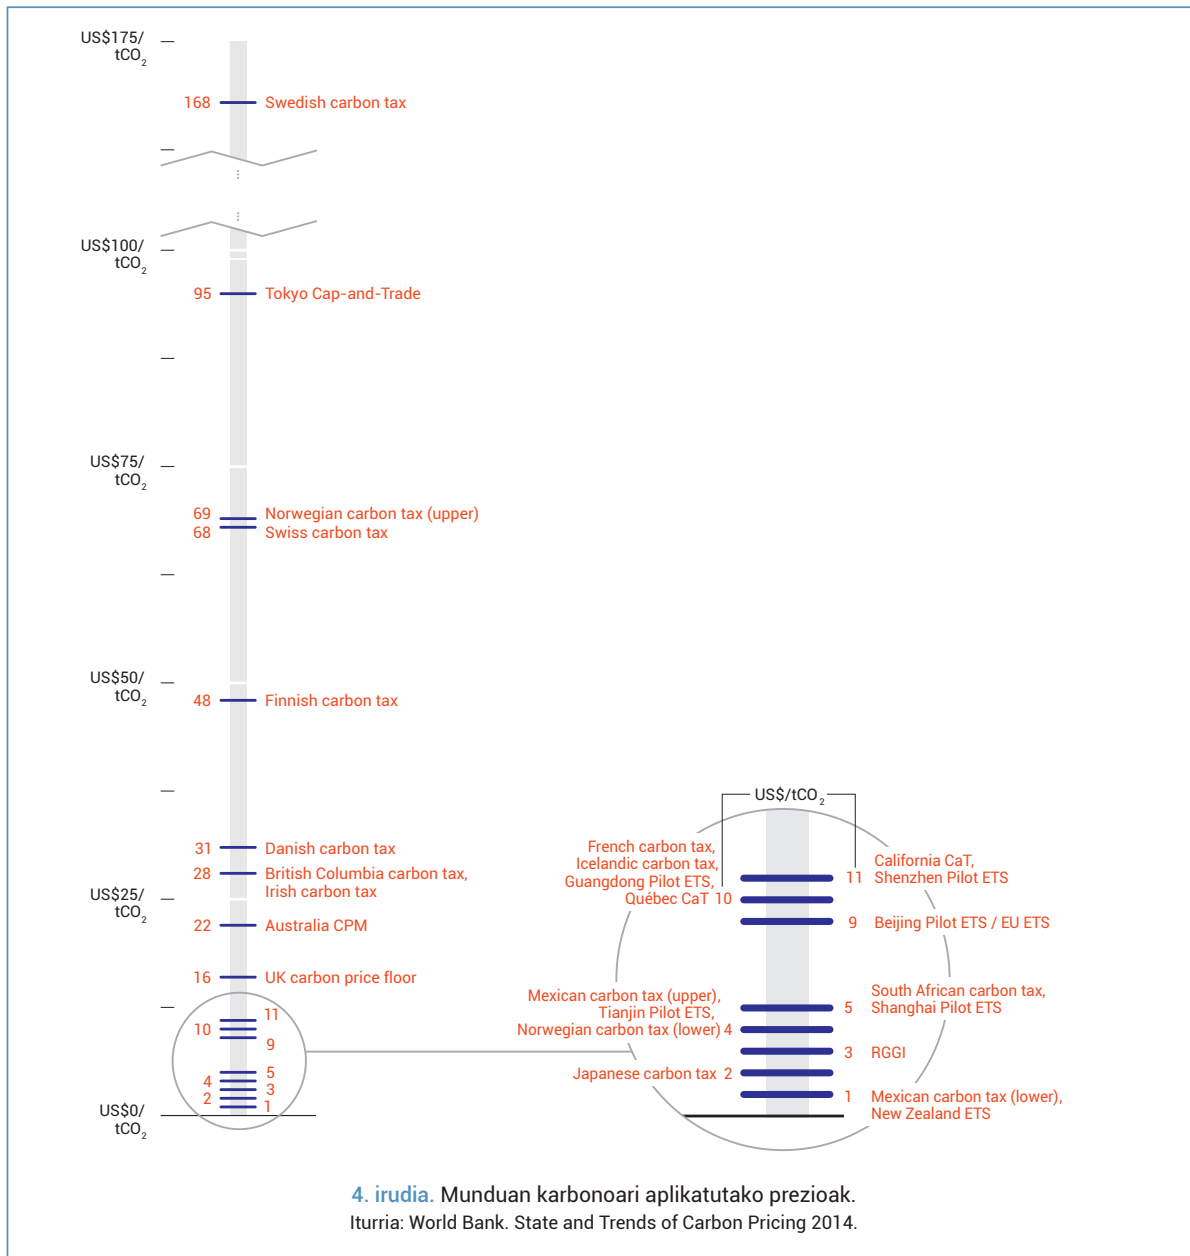 US$175/
tCO2
168 Swedish carbon tax
US$100/
tCO2
95 Tokyo Cap-and-Trade
US$75/
tCO2
69 Norwegian carbon tax (upper)
68 Swiss carbon tax
US$50/
tCO2
48 Finnish carbon tax
31 Danish carbon tax
28 British Columbia carbon tax,
Irish carbon tax
US$25/
tCO2
22 Australia CPM
16 UK carbon price floor
11
10
9
5
4
3
2
1
US$0/
tCO2
US$/tCO2
French carbon tax,
Icelandic carbon tax,
Guangdong Pilot ETS,
Québec CaT 10
California CaT,
11 Shenzhen Pilot ETS
9 Beijing Pilot ETS / EU ETS
Mexican carbon tax (upper),
Tianjin Pilot ETS,
Norwegian carbon tax (lower) 4
South African carbon tax,
5 Shanghai Pilot ETS
3 RGGI
Japanese carbon tax 2
1 Mexican carbon tax (lower),
New Zealand ETS
4. irudia. Munduan karbonoari aplikatutako prezioak.
Iturria: World Bank. State and Trends of Carbon Pricing 2014.